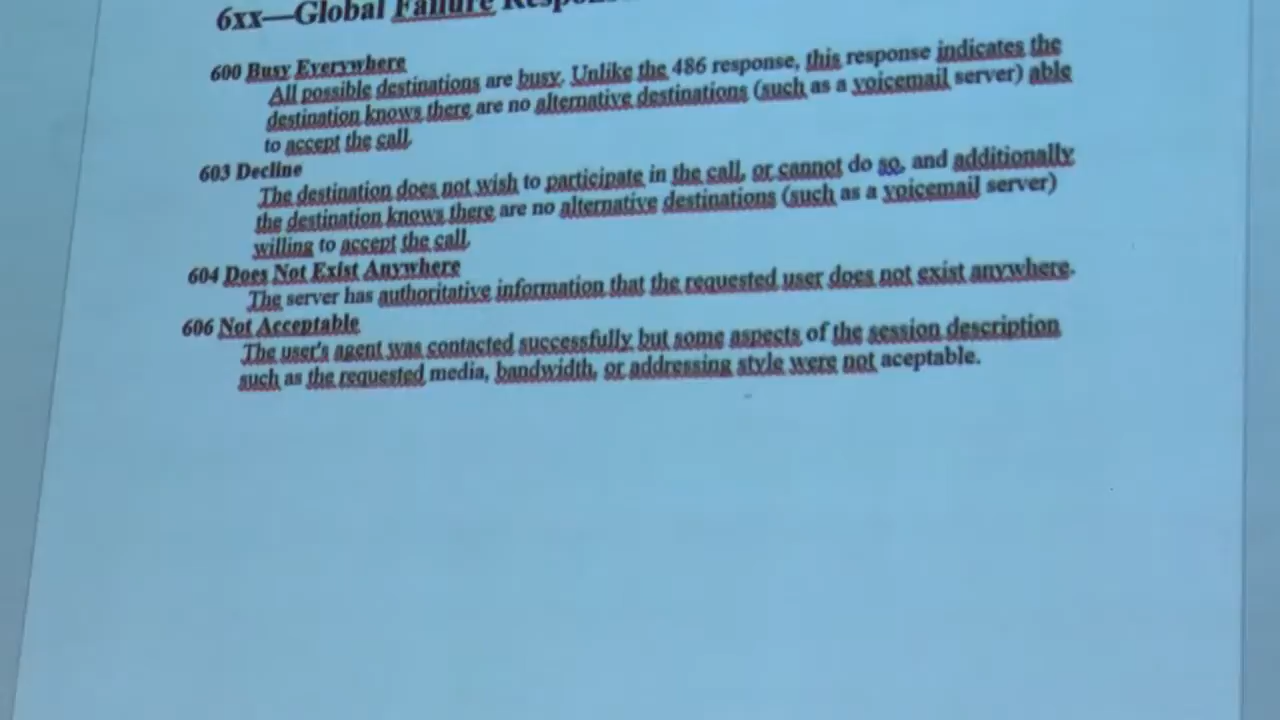 6xx—Global Failure
600 Busy Everywhere
All possible destinations are busy. Unlike the 486 response, this response indicates the
destination knows there are no alternative destinations (such as a voicemail server) able
to accept the call.
603 Decline
The destination does not wish to participate in the call, or cannot do so, and additionally
the destination knows there are no alternative destinations (such as a voicemail server)
willing to accept the call.
604 Does Not Exist Anywhere
The server has authoritative information that the requested user does not exist anywhere.
606 Not Acceptable
The user's agent was contacted successfully but some aspects of the session description
such as the requested media, bandwidth, or addressing style were not aceptable.